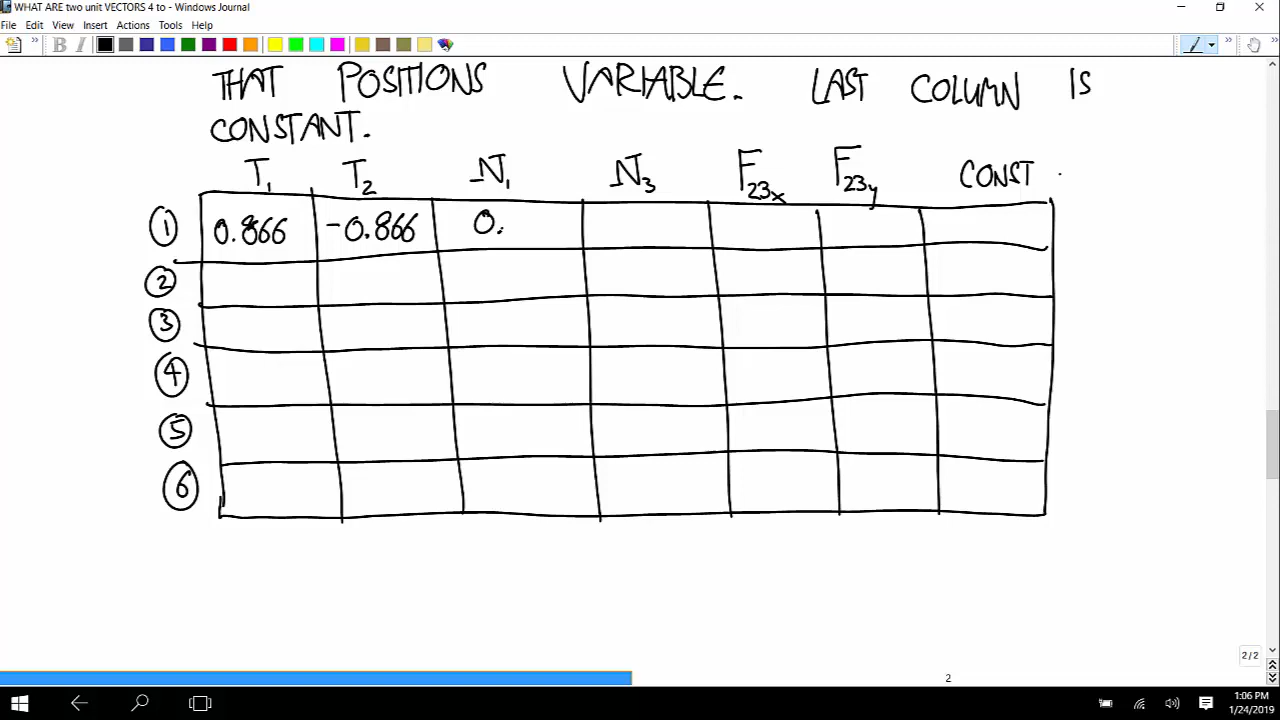 WHAT ARE two unit VECTORS 4 to - Windows Journal
File Edit View Insert Actions Tools Help
B I
THAT POSITIONS VARIABLE. LAST COLUMN IS
CONSTANT.
T1 T2 N1 N3 F23x F23y CONST.
1 0.866 -0.866 0.
2
3
4
5
6
2/2
2
1:06 PM
1/24/2019